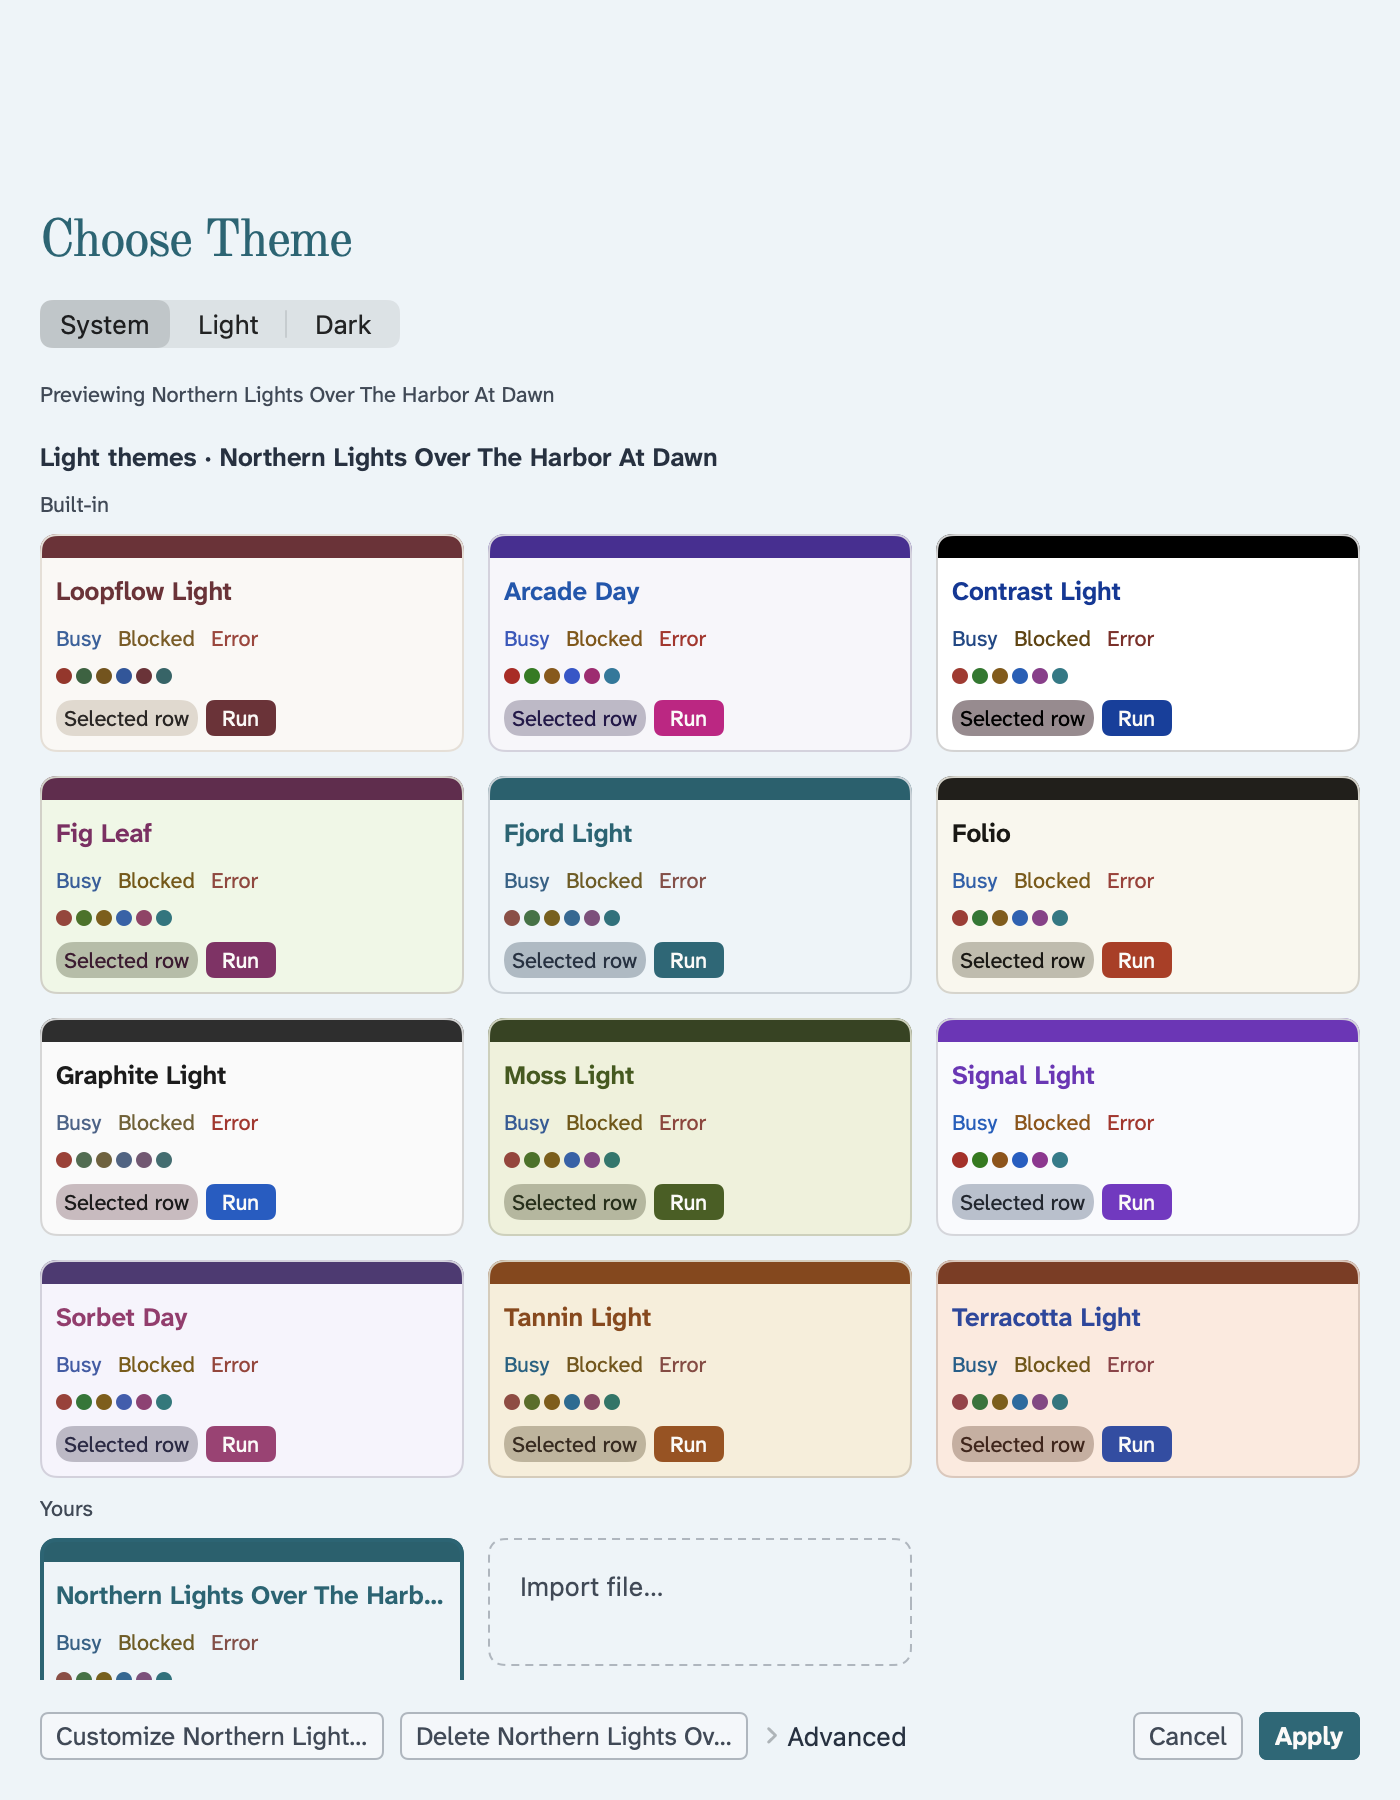 Choose Theme
System Light Dark
Previewing Northern Lights Over The Harbor At Dawn
Light themes · Northern Lights Over The Harbor At Dawn
Built-in
Loopflow Light
Busy Blocked Error
Selected row Run
Arcade Day
Busy Blocked Error
Selected row Run
Contrast Light
Busy Blocked Error
Selected row Run
Fig Leaf
Busy Blocked Error
Selected row Run
Fjord Light
Busy Blocked Error
Selected row Run
Folio
Busy Blocked Error
Selected row Run
Graphite Light
Busy Blocked Error
Selected row Run
Moss Light
Busy Blocked Error
Selected row Run
Signal Light
Busy Blocked Error
Selected row Run
Sorbet Day
Busy Blocked Error
Selected row Run
Tannin Light
Busy Blocked Error
Selected row Run
Terracotta Light
Busy Blocked Error
Selected row Run
Yours
Northern Lights Over The Harb...
Busy Blocked Error
Import file...
Customize Northern Light... Delete Northern Lights Ov... Advanced Cancel Apply